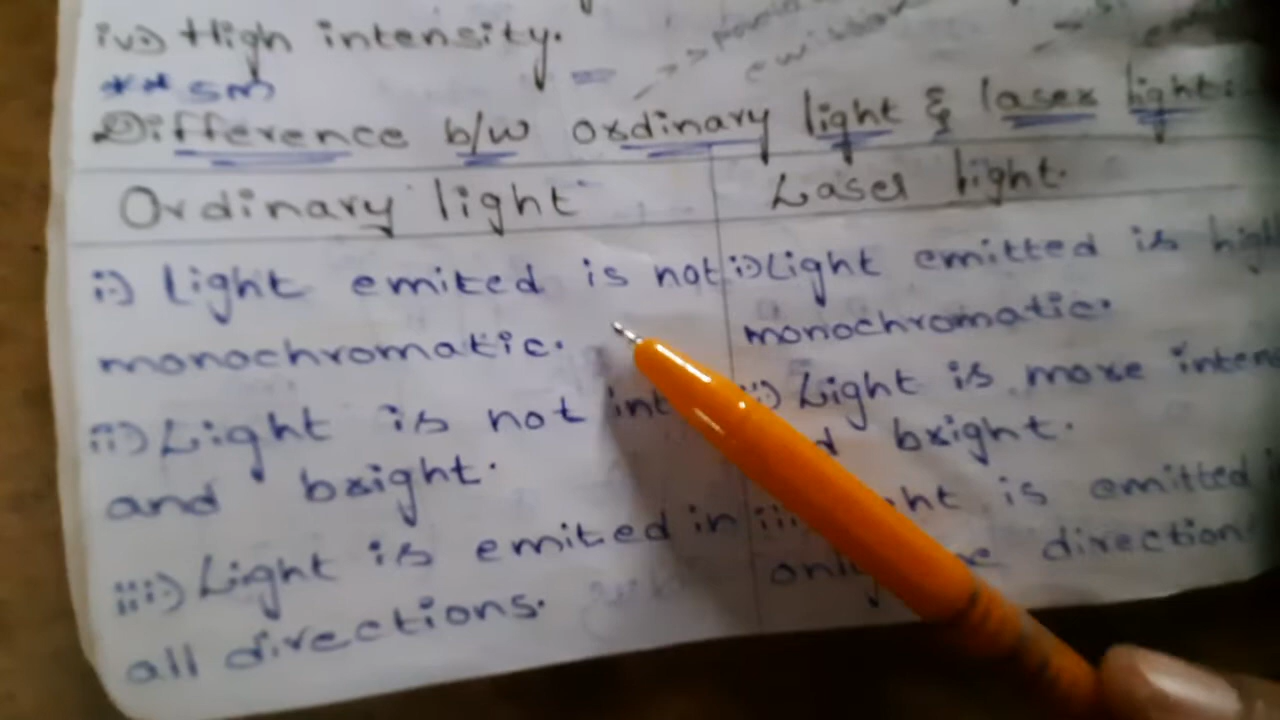 iv) High intensity.
** 5m
Difference b/w ordinary light & laser light:-
Ordinary light
Laser light.
i) Light emited is not
monochromatic.
ii) Light is not
and bright.
iii) Light is emited in
all directions.
i) Light emitted is
monochromatic.
ii) Light is more
bright.
is emitted
direction